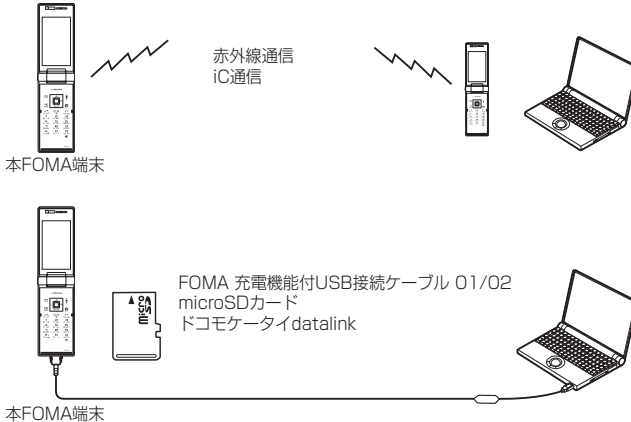 赤外線通信
iC通信
本FOMA端末
FOMA 充電機能付USB接続ケーブル 01/02
microSDカード
ドコモケータイdatalink
micro
SD
本FOMA端末